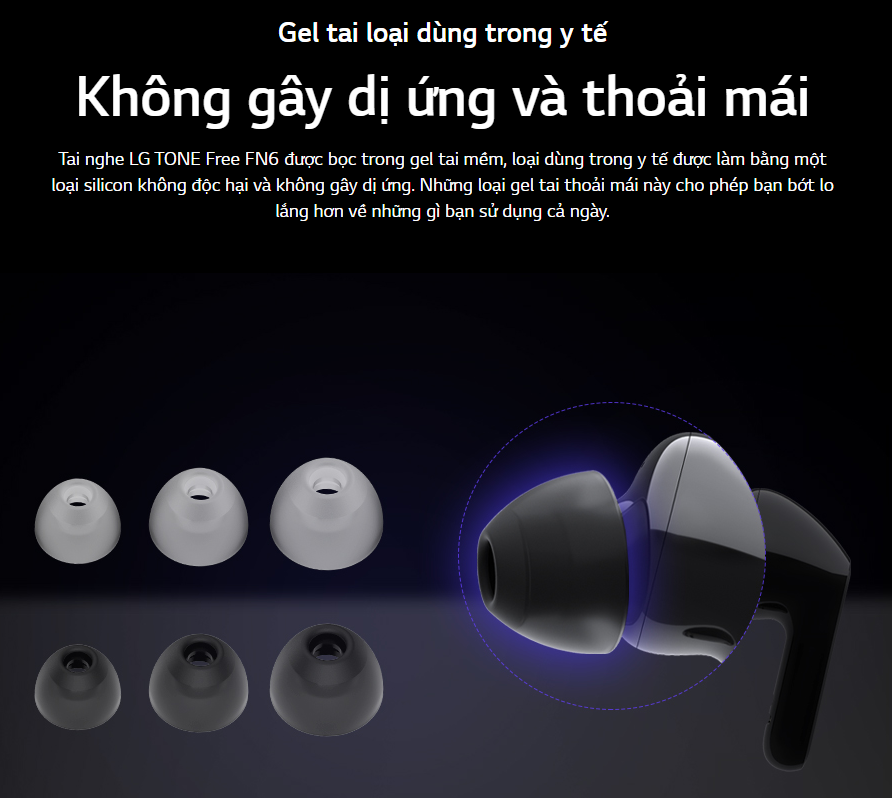 Gel tai loại dùng trong y tế
Không gây dị ứng và thoải mái
Tai nghe LG TONE Free FN6 được bọc trong gel tai mềm, loại dùng trong y tế được làm bằng một
loại silicon không độc hại và không gây dị ứng. Những loại gel tai thoải mái này cho phép bạn bớt lo
lắng hơn về những gì bạn sử dụng cả ngày.